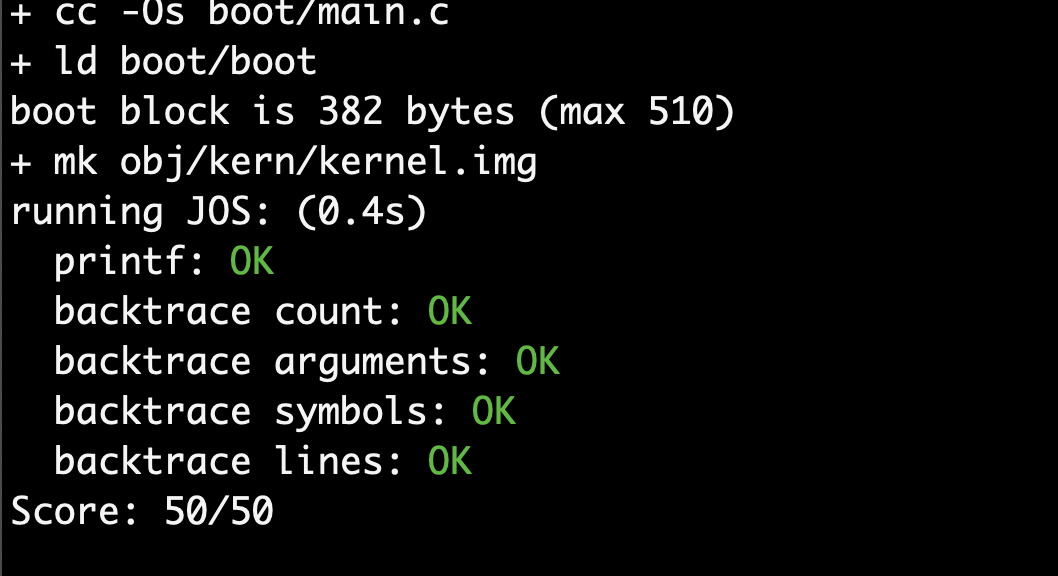 + cc -Os boot/main.c
+ ld boot/boot
boot block is 382 bytes (max 510)
+ mk obj/kern/kernel.img
running JOS: (0.4s)
  printf: OK
  backtrace count: OK
  backtrace arguments: OK
  backtrace symbols: OK
  backtrace lines: OK
Score: 50/50